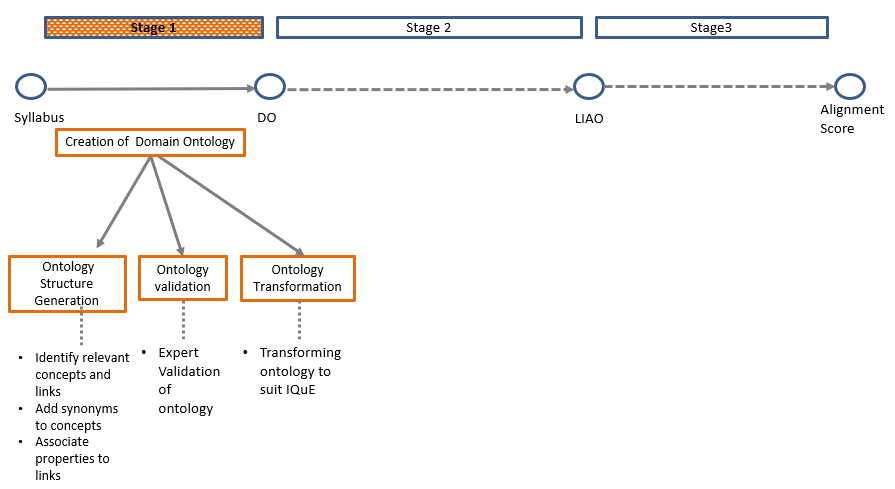 Stage 1
Stage 2
Stage3
Syllabus
DO
LIAO
Alignment
Score
Creation of Domain Ontology
Ontology
Structure
Generation
Ontology
validation
Ontology
Transformation
• Identify relevant
concepts and
links
• Add synonyms
to concepts
• Associate
properties to
links
• Expert
Validation
of
ontology
• Transforming
ontology to
suit IQuE